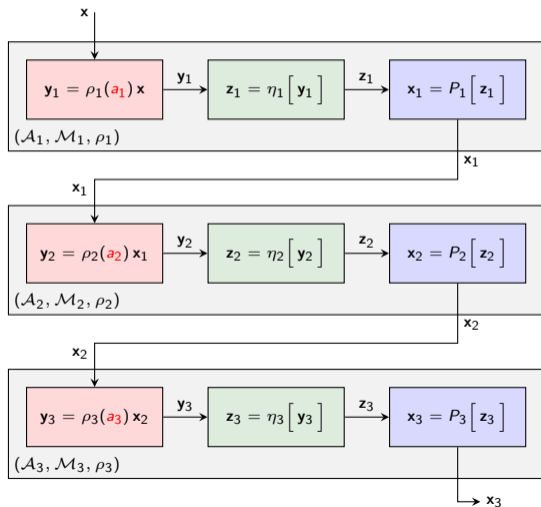 x
y₁ = ρ₁(a₁) x
y₁
z₁ = η₁[ y₁ ]
z₁
x₁ = P₁[ z₁ ]
(𝒜₁, ℳ₁, ρ₁)
x₁
x₁
y₂ = ρ₂(a₂) x₁
y₂
z₂ = η₂[ y₂ ]
z₂
x₂ = P₂[ z₂ ]
(𝒜₂, ℳ₂, ρ₂)
x₂
x₂
y₃ = ρ₃(a₃) x₂
y₃
z₃ = η₃[ y₃ ]
z₃
x₃ = P₃[ z₃ ]
(𝒜₃, ℳ₃, ρ₃)
x₃